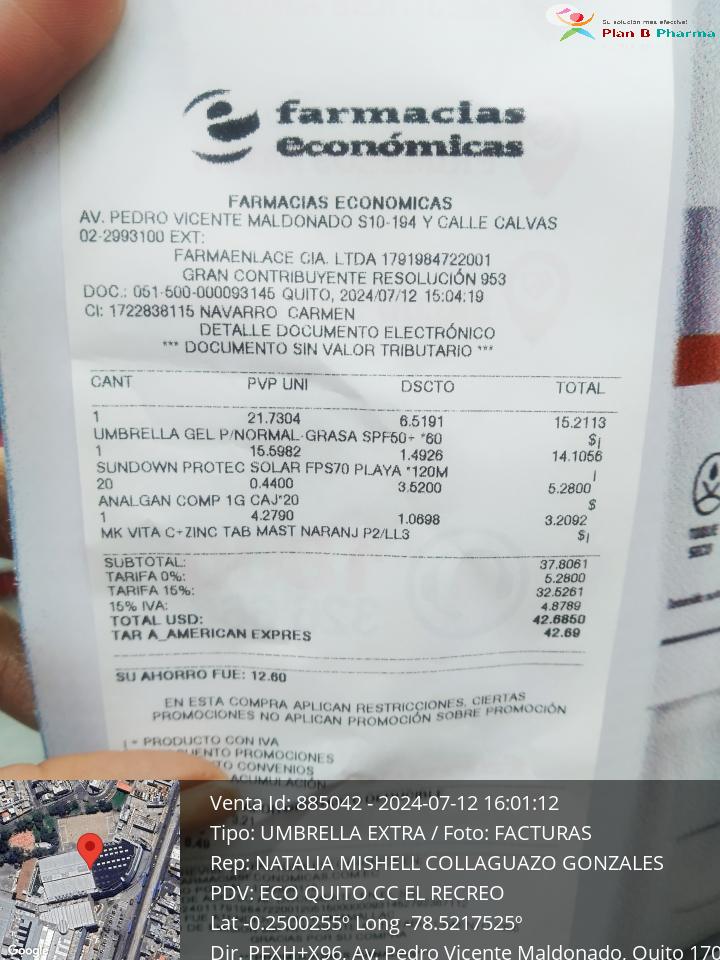 Su solución más efectiva!
Plan B Pharma
farmacias
económicas
FARMACIAS ECONOMICAS
AV. PEDRO VICENTE MALDONADO S10-194 Y CALLE CALVAS
02-2993100 EXT:
FARMAENLACE CIA. LTDA 1791984722001
GRAN CONTRIBUYENTE RESOLUCIÓN 953
DOC.: 051-500-000093145 QUITO, 2024/07/12 15:04:19
CI: 1722838115 NAVARRO CARMEN
DETALLE DOCUMENTO ELECTRÓNICO
*** DOCUMENTO SIN VALOR TRIBUTARIO ***
CANT PVP UNI DSCTO TOTAL
1 21.7304 6.5191 15.2113
UMBRELLA GEL P/NORMAL-GRASA SPF50+ *60 $¡
1 15.5982 1.4926 14.1056
SUNDOWN PROTEC SOLAR FPS70 PLAYA *120M ¡
20 0.4400 3.5200 5.2800
ANALGAN COMP 1G CAJ*20 $
1 4.2790 1.0698 3.2092
MK VITA C+ZINC TAB MAST NARANJ P2/LL3 $¡
SUBTOTAL: 37.8061
TARIFA 0%: 5.2800
TARIFA 15%: 32.5261
15% IVA: 4.8789
TOTAL USD: 42.6850
TAR A_AMERICAN EXPRES 42.69
SU AHORRO FUE: 12.60
EN ESTA COMPRA APLICAN RESTRICCIONES, CIERTAS
PROMOCIONES NO APLICAN PROMOCIÓN SOBRE PROMOCIÓN
¡ = PRODUCTO CON IVA
PROMOCIONES
CONVENIOS
ACUMULACIÓN
Venta Id: 885042 - 2024-07-12 16:01:12
Tipo: UMBRELLA EXTRA / Foto: FACTURAS
Rep: NATALIA MISHELL COLLAGUAZO GONZALES
PDV: ECO QUITO CC EL RECREO
Lat -0.2500255º Long -78.5217525º
Dir. PFXH+X96, Av. Pedro Vicente Maldonado, Quito 170
Google